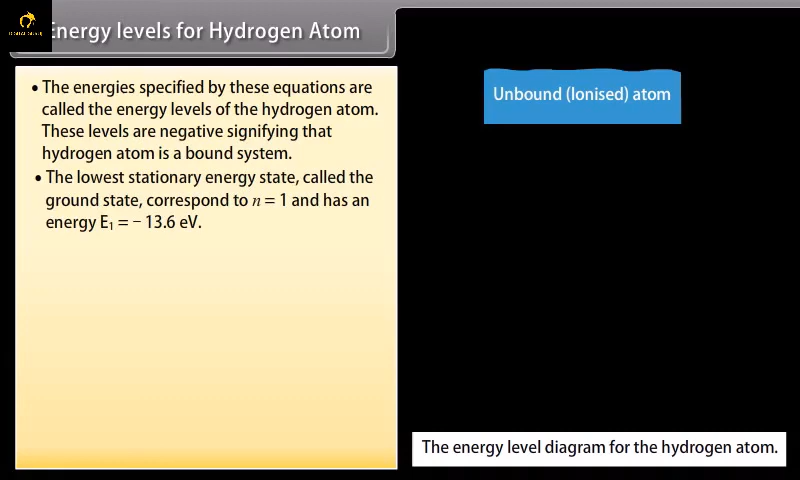 Energy levels for Hydrogen Atom
• The energies specified by these equations are
called the energy levels of the hydrogen atom.
These levels are negative signifying that
hydrogen atom is a bound system.
• The lowest stationary energy state, called the
ground state, correspond to n = 1 and has an
energy E₁ = − 13.6 eV.
Unbound (Ionised) atom
The energy level diagram for the hydrogen atom.